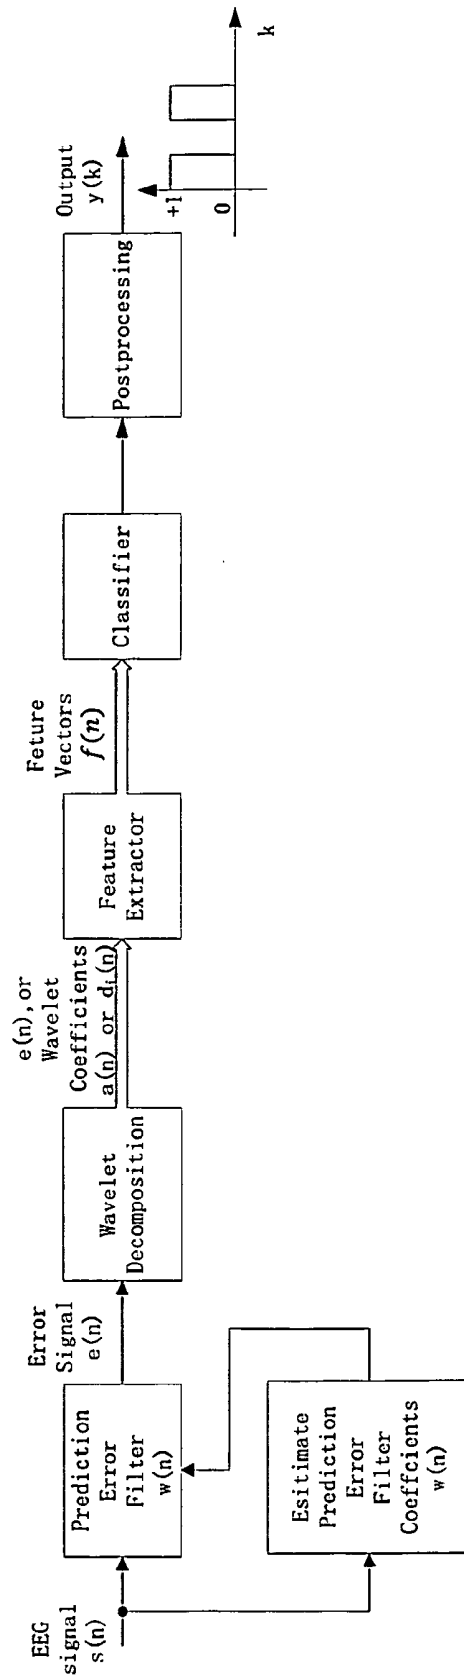 EEG
signal
s(n)
Prediction
Error
Filter
w(n)
Esitimate
Prediction
Error
Filter
Coeffcients
w(n)
Error
Signal
e(n)
Wavelet
Decomposition
e(n),or
Wavelet
Coefficients
a(n) or dᵢ(n)
Feature
Extractor
Feture
Vectors
f(n)
Classifier
Postprocessing
Output
y(k)
+1
0
k